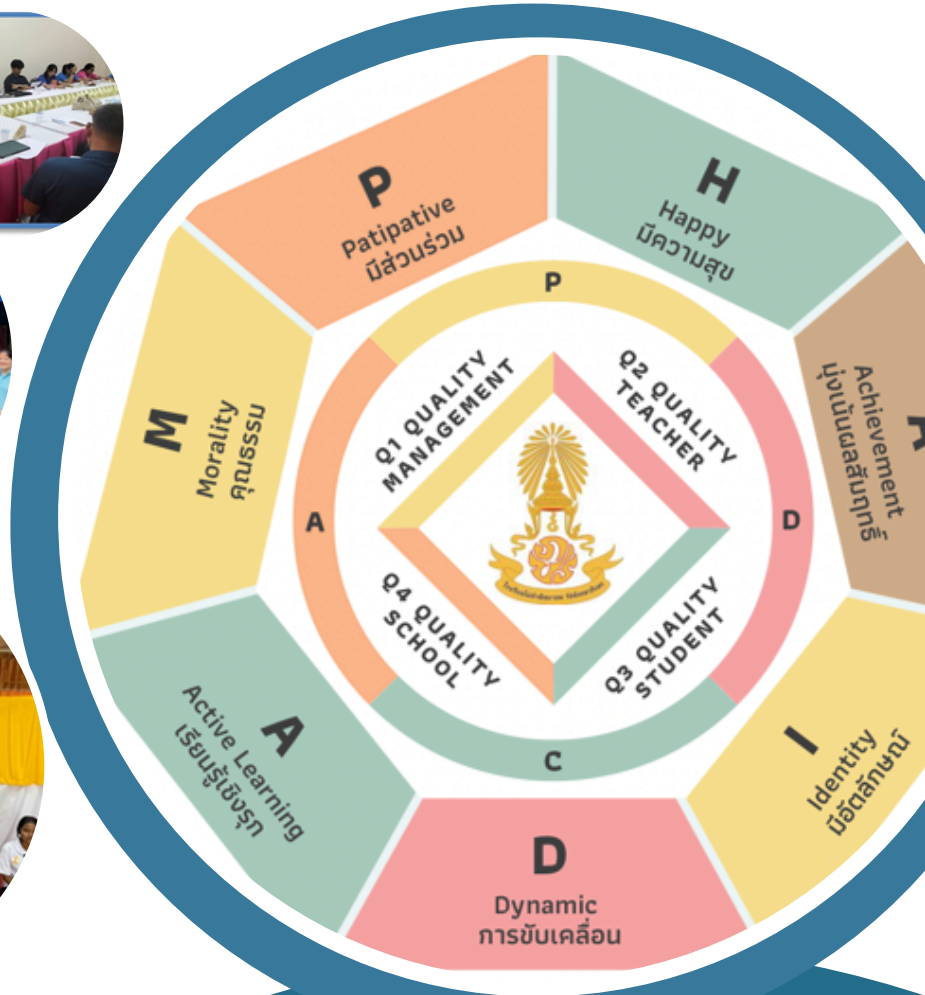 P
Patipative
มีส่วนร่วม
H
Happy
มีความสุข
A
Achievement
มุ่งเน้นผลสัมฤทธิ์
I
Identity
มีอัตลักษณ์
D
Dynamic
การขับเคลื่อน
A
Active Learning
เรียนรู้เชิงรุก
M
Morality
คุณธรรม
P
D
C
A
Q1 QUALITY
MANAGEMENT
Q2 QUALITY
TEACHER
Q3 QUALITY
STUDENT
Q4 QUALITY
SCHOOL